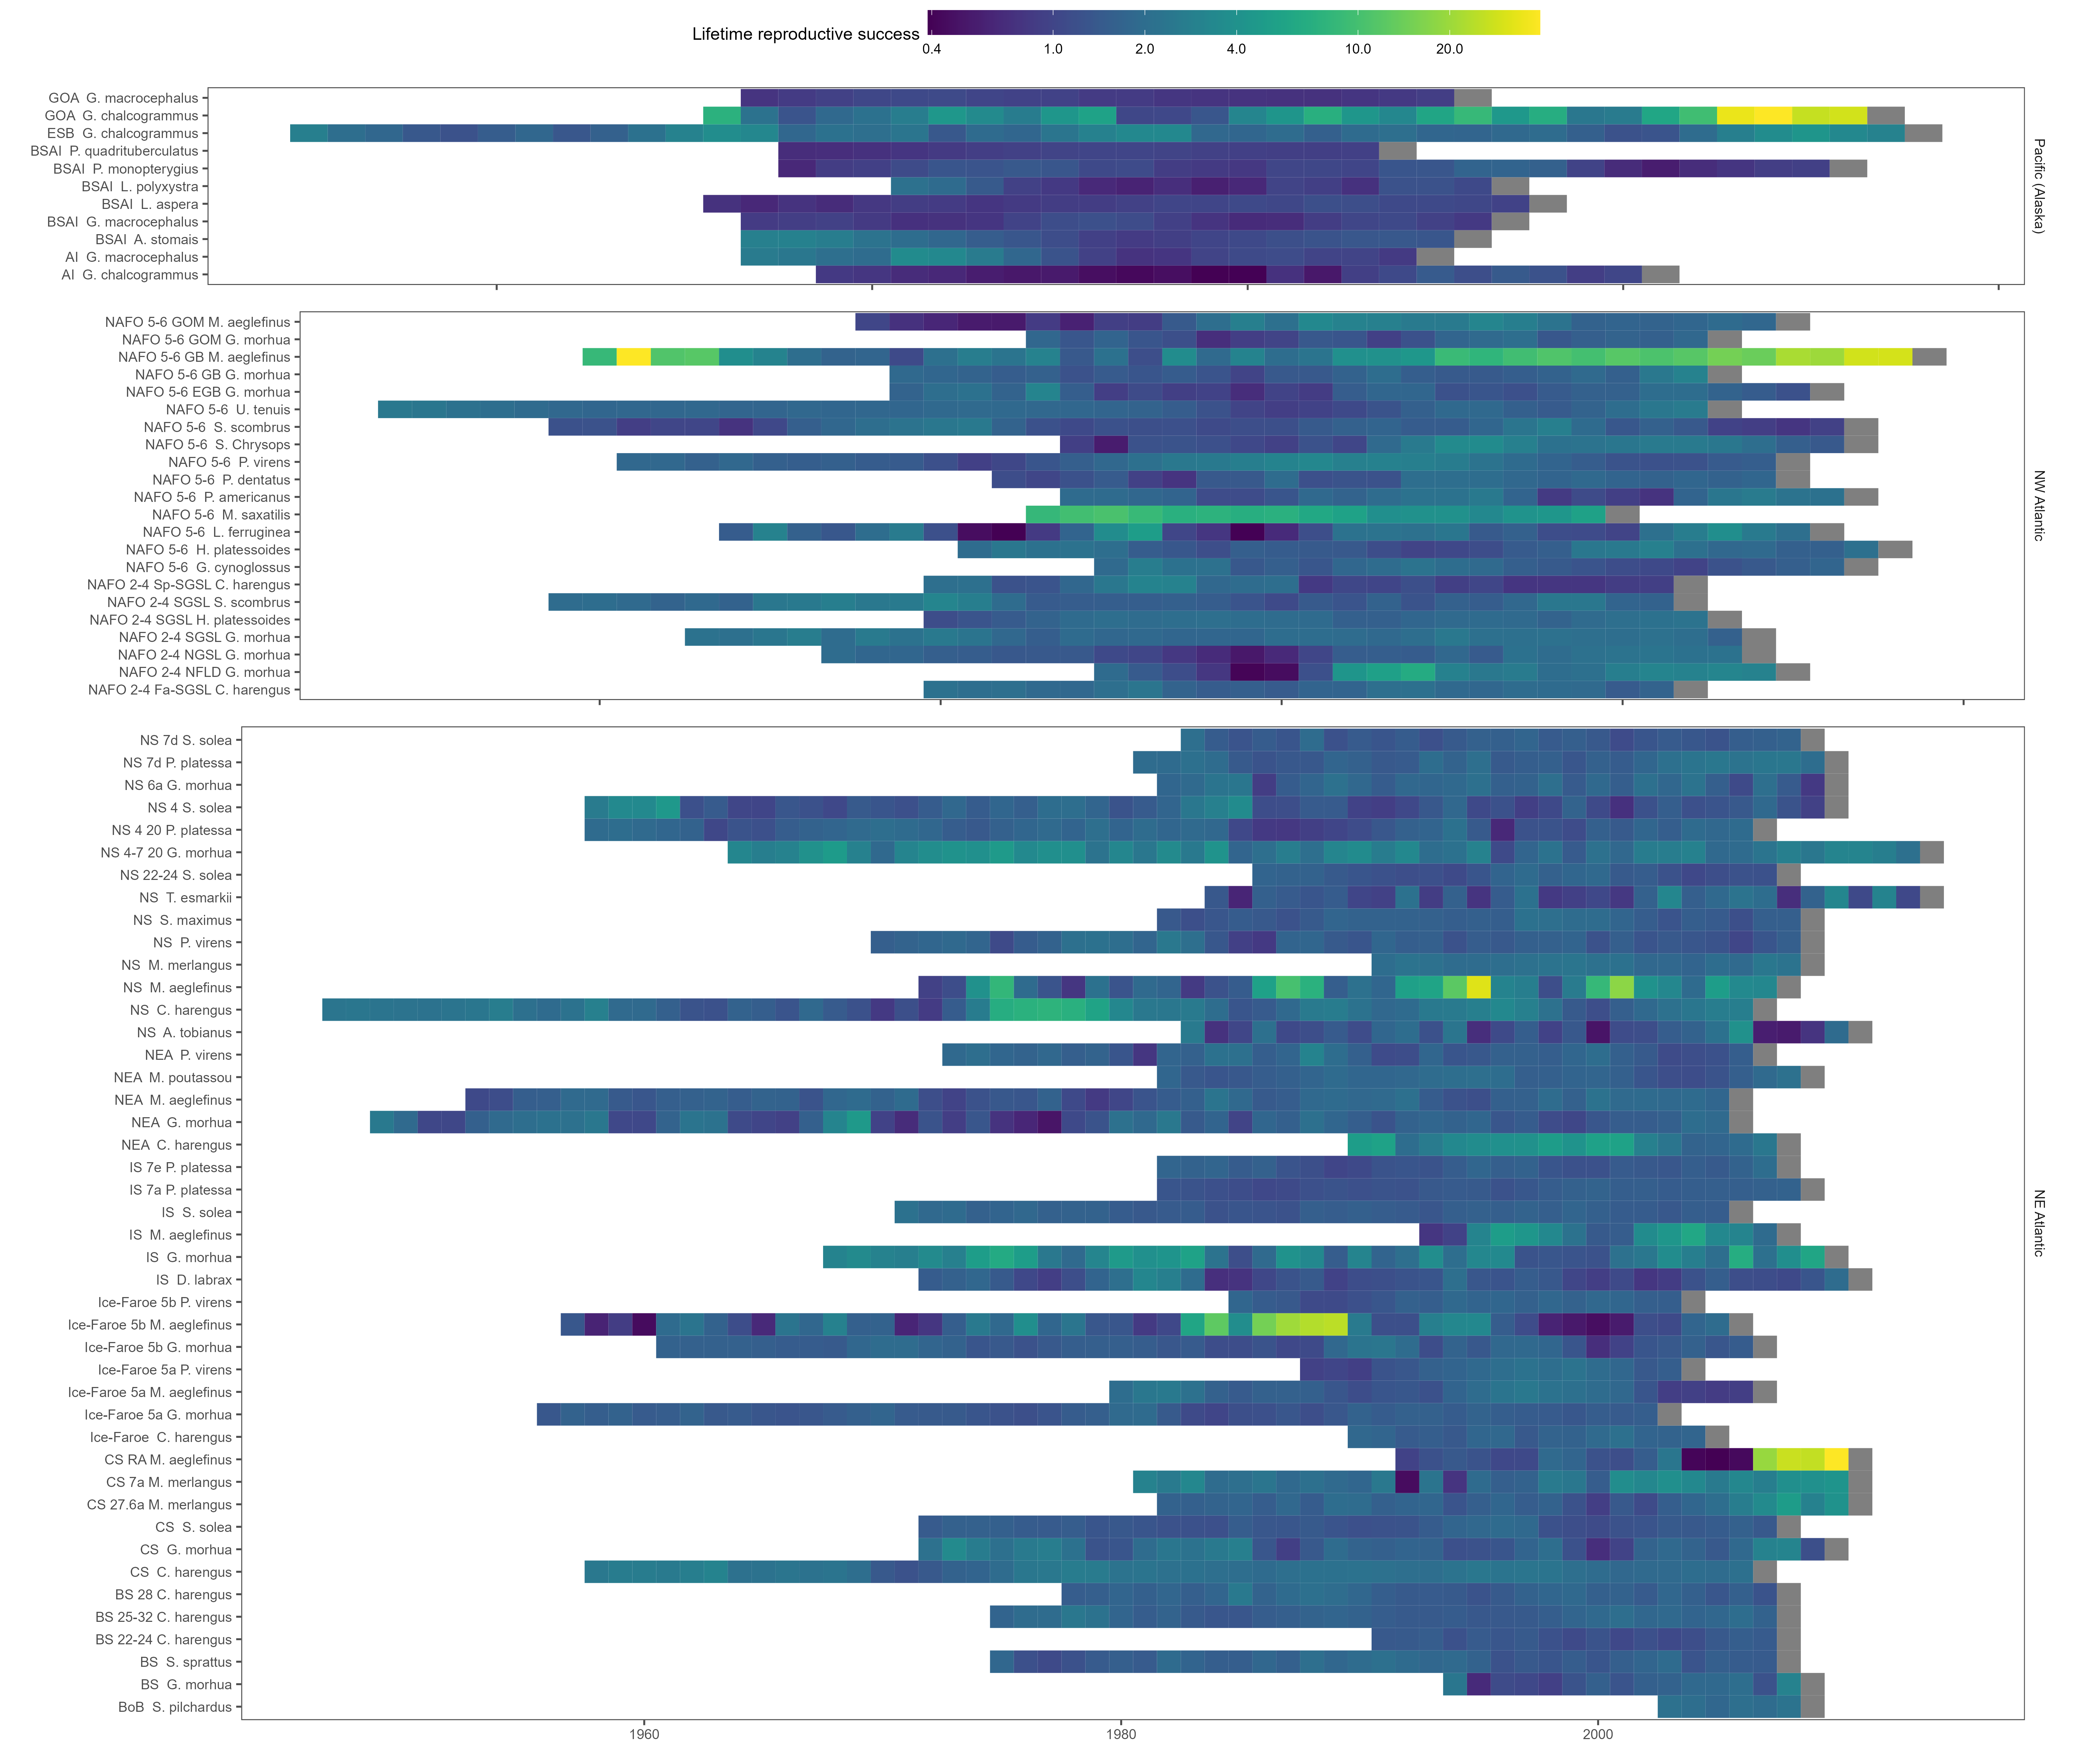 Lifetime reproductive success
0.4 1.0 2.0 4.0 10.0 20.0
GOA G. macrocephalus
GOA G. chalcogrammus
ESB G. chalcogrammus
BSAI P. quadrituberculatus
BSAI P. monopterygius
BSAI L. polyxystra
BSAI L. aspera
BSAI G. macrocephalus
BSAI A. stomais
AI G. macrocephalus
AI G. chalcogrammus
Pacific (Alaska)
NAFO 5-6 GOM M. aeglefinus
NAFO 5-6 GOM G. morhua
NAFO 5-6 GB M. aeglefinus
NAFO 5-6 GB G. morhua
NAFO 5-6 EGB G. morhua
NAFO 5-6 U. tenuis
NAFO 5-6 S. scombrus
NAFO 5-6 S. Chrysops
NAFO 5-6 P. virens
NAFO 5-6 P. dentatus
NAFO 5-6 P. americanus
NAFO 5-6 M. saxatilis
NAFO 5-6 L. ferruginea
NAFO 5-6 H. platessoides
NAFO 5-6 G. cynoglossus
NAFO 2-4 Sp-SGSL C. harengus
NAFO 2-4 SGSL S. scombrus
NAFO 2-4 SGSL H. platessoides
NAFO 2-4 SGSL G. morhua
NAFO 2-4 NGSL G. morhua
NAFO 2-4 NFLD G. morhua
NAFO 2-4 Fa-SGSL C. harengus
NW Atlantic
NS 7d S. solea
NS 7d P. platessa
NS 6a G. morhua
NS 4 S. solea
NS 4 20 P. platessa
NS 4-7 20 G. morhua
NS 22-24 S. solea
NS T. esmarkii
NS S. maximus
NS P. virens
NS M. merlangus
NS M. aeglefinus
NS C. harengus
NS A. tobianus
NEA P. virens
NEA M. poutassou
NEA M. aeglefinus
NEA G. morhua
NEA C. harengus
IS 7e P. platessa
IS 7a P. platessa
IS S. solea
IS M. aeglefinus
IS G. morhua
IS D. labrax
Ice-Faroe 5b P. virens
Ice-Faroe 5b M. aeglefinus
Ice-Faroe 5b G. morhua
Ice-Faroe 5a P. virens
Ice-Faroe 5a M. aeglefinus
Ice-Faroe 5a G. morhua
Ice-Faroe C. harengus
CS RA M. aeglefinus
CS 7a M. merlangus
CS 27.6a M. merlangus
CS S. solea
CS G. morhua
CS C. harengus
BS 28 C. harengus
BS 25-32 C. harengus
BS 22-24 C. harengus
BS S. sprattus
BS G. morhua
BoB S. pilchardus
NE Atlantic
1960 1980 2000